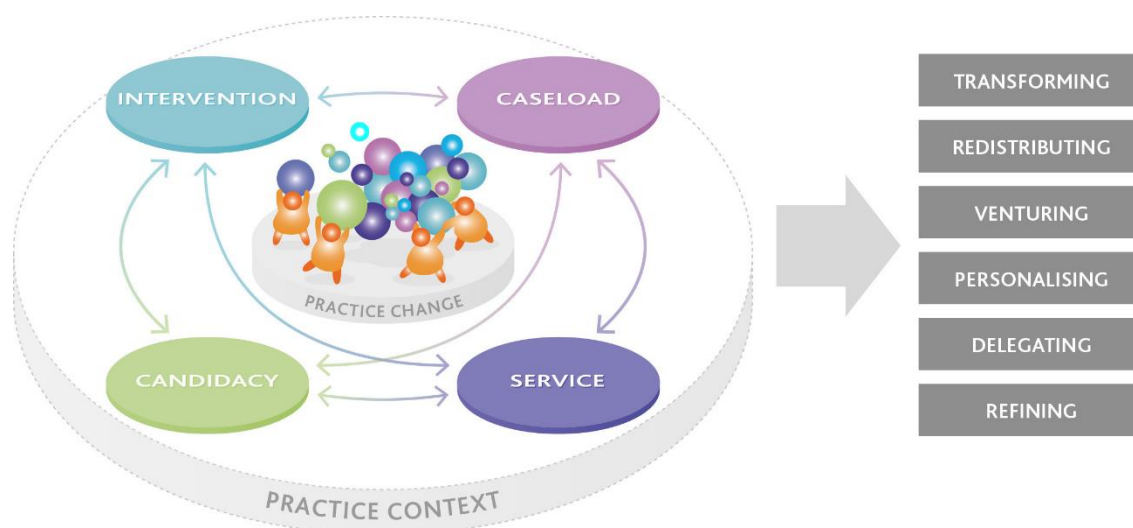 INTERVENTION
CASELOAD
PRACTICE CHANGE
CANDIDACY
SERVICE
PRACTICE CONTEXT
TRANSFORMING
REDISTRIBUTING
VENTURING
PERSONALISING
DELEGATING
REFINING